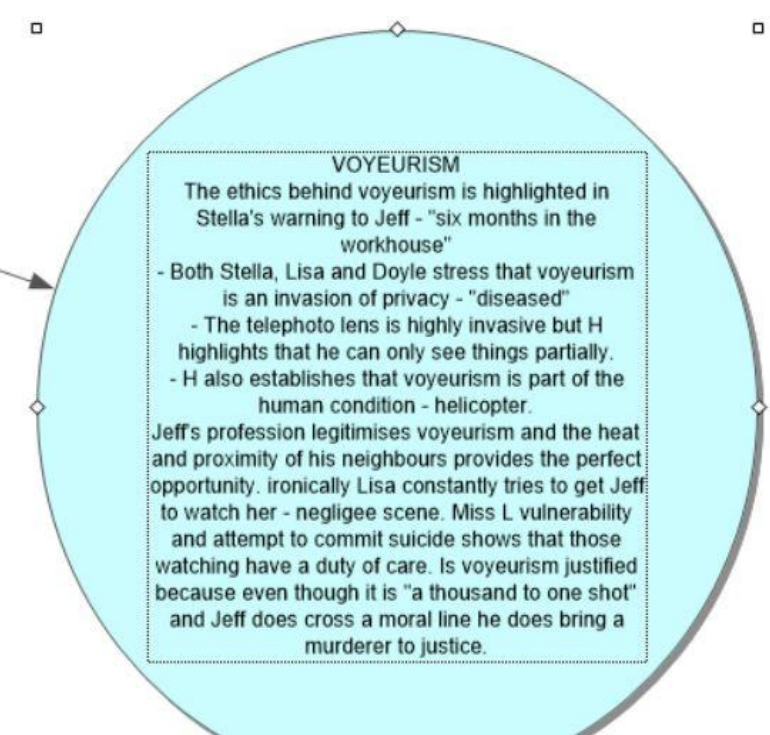 VOYEURISM
The ethics behind voyeurism is highlighted in
Stella's warning to Jeff - "six months in the
workhouse"
- Both Stella, Lisa and Doyle stress that voyeurism
is an invasion of privacy - "diseased"
- The telephoto lens is highly invasive but H
highlights that he can only see things partially.
- H also establishes that voyeurism is part of the
human condition - helicopter.
Jeff's profession legitimises voyeurism and the heat
and proximity of his neighbours provides the perfect
opportunity. ironically Lisa constantly tries to get Jeff
to watch her - negligee scene. Miss L vulnerability
and attempt to commit suicide shows that those
watching have a duty of care. Is voyeurism justified
because even though it is "a thousand to one shot"
and Jeff does cross a moral line he does bring a
murderer to justice.